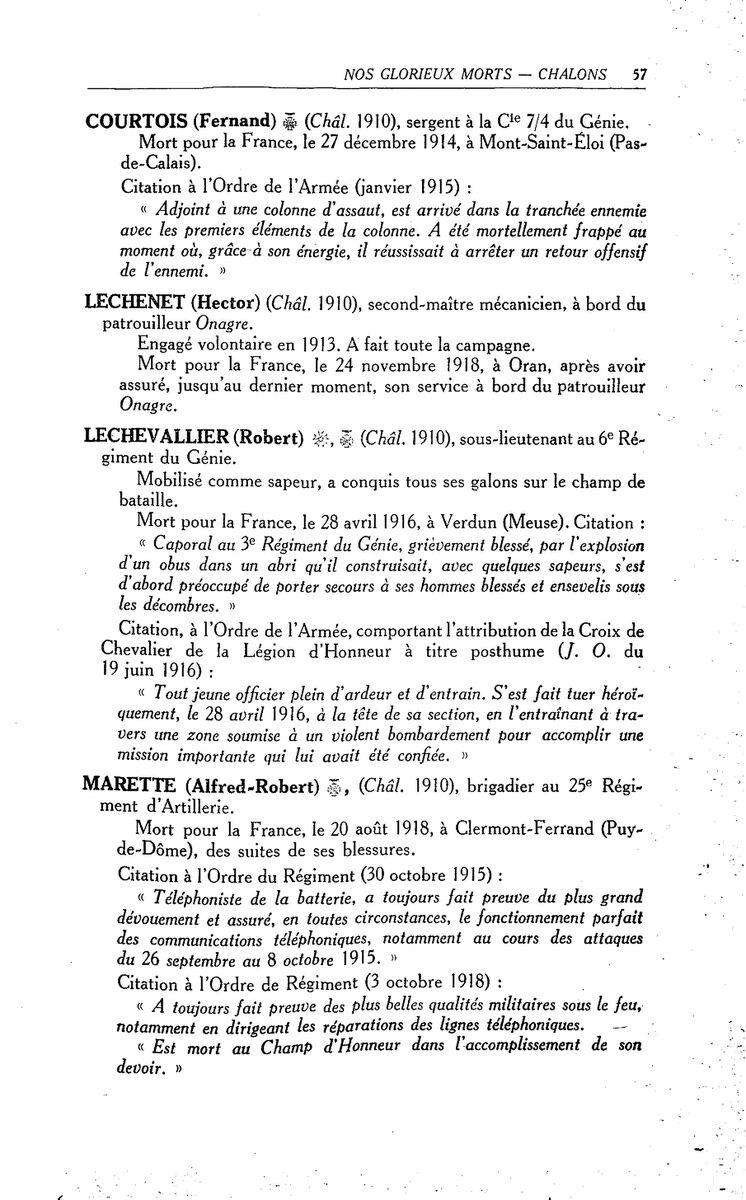 NOS GLORIEUX MORTS — CHALONS 57
COURTOIS (Fernand) (Châl. 1910), sergent à la Cie 7/4 du Génie.
Mort pour la France, le 27 décembre 1914, à Mont-Saint-Éloi (Pas-
de-Calais).
Citation à l'Ordre de l'Armée (janvier 1915) :
« Adjoint à une colonne d'assaut, est arrivé dans la tranchée ennemie
avec les premiers éléments de la colonne. A été mortellement frappé au
moment où, grâce à son énergie, il réussissait à arrêter un retour offensif
de l'ennemi. »
LECHENET (Hector) (Châl. 1910), second-maître mécanicien, à bord du
patrouilleur Onagre.
Engagé volontaire en 1913. A fait toute la campagne.
Mort pour la France, le 24 novembre 1918, à Oran, après avoir
assuré, jusqu'au dernier moment, son service à bord du patrouilleur
Onagre.
LECHEVALLIER (Robert) , (Châl. 1910), sous-lieutenant au 6e Ré-
giment du Génie.
Mobilisé comme sapeur, a conquis tous ses galons sur le champ de
bataille.
Mort pour la France, le 28 avril 1916, à Verdun (Meuse). Citation :
« Caporal au 3e Régiment du Génie, grièvement blessé, par l'explosion
d'un obus dans un abri qu'il construisait, avec quelques sapeurs, s'est
d'abord préoccupé de porter secours à ses hommes blessés et ensevelis sous
les décombres. »
Citation, à l'Ordre de l'Armée, comportant l'attribution de la Croix de
Chevalier de la Légion d'Honneur à titre posthume (J. O. du
19 juin 1916) :
« Tout jeune officier plein d'ardeur et d'entrain. S'est fait tuer héroï-
quement, le 28 avril 1916, à la tête de sa section, en l'entraînant à tra-
vers une zone soumise à un violent bombardement pour accomplir une
mission importante qui lui avait été confiée. »
MARETTE (Alfred-Robert) , (Châl. 1910), brigadier au 25e Régi-
ment d'Artillerie.
Mort pour la France, le 20 août 1918, à Clermont-Ferrand (Puy-
de-Dôme), des suites de ses blessures.
Citation à l'Ordre du Régiment (30 octobre 1915) :
« Téléphoniste de la batterie, a toujours fait preuve du plus grand
dévouement et assuré, en toutes circonstances, le fonctionnement parfait
des communications téléphoniques, notamment au cours des attaques
du 26 septembre au 8 octobre 1915. »
Citation à l'Ordre de Régiment (3 octobre 1918) :
« A toujours fait preuve des plus belles qualités militaires sous le feu,
notamment en dirigeant les réparations des lignes téléphoniques.
« Est mort au Champ d'Honneur dans l'accomplissement de son
devoir. »